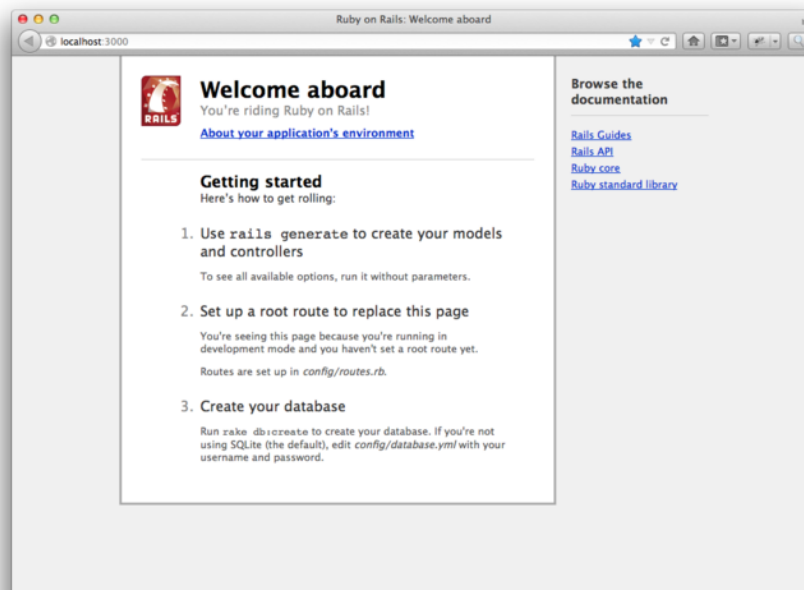 Ruby on Rails: Welcome aboard
localhost:3000
RAILS
Welcome aboard
You're riding Ruby on Rails!
About your application's environment
Getting started
Here's how to get rolling:
1. Use rails generate to create your models
and controllers
To see all available options, run it without parameters.
2. Set up a root route to replace this page
You're seeing this page because you're running in
development mode and you haven't set a root route yet.
Routes are set up in config/routes.rb.
3. Create your database
Run rake db:create to create your database. If you're not
using SQLite (the default), edit config/database.yml with your
username and password.
Browse the
documentation
Rails Guides
Rails API
Ruby core
Ruby standard library